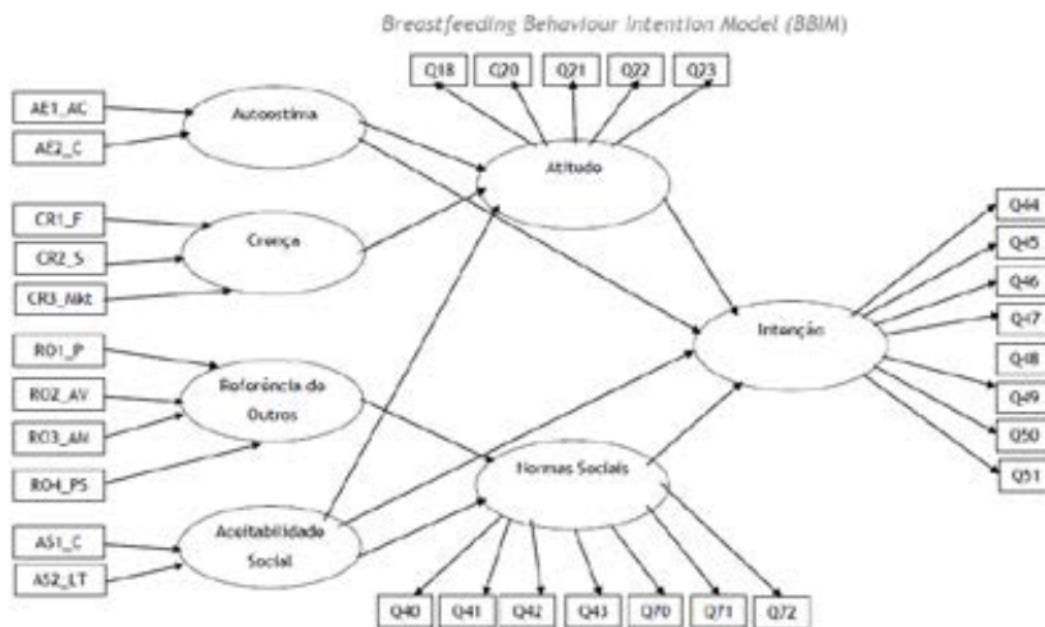 Breastfeeding Behaviour Intention Model (BBIM)
Q18
Q20
Q21
Q22
Q23
AE1_AC
AE2_C
Autoestima
Atitude
CR1_F
CR2_S
CR3_Mkt
Crença
Q44
Q45
Q46
Q47
Q48
Q49
Q50
Q51
Intenção
RO1_P
RO2_AV
RO3_AM
RO4_PS
Referência de
Outros
Normas Sociais
AS1_C
AS2_LT
Aceitabilidade
Social
Q40
Q41
Q42
Q43
Q70
Q71
Q72